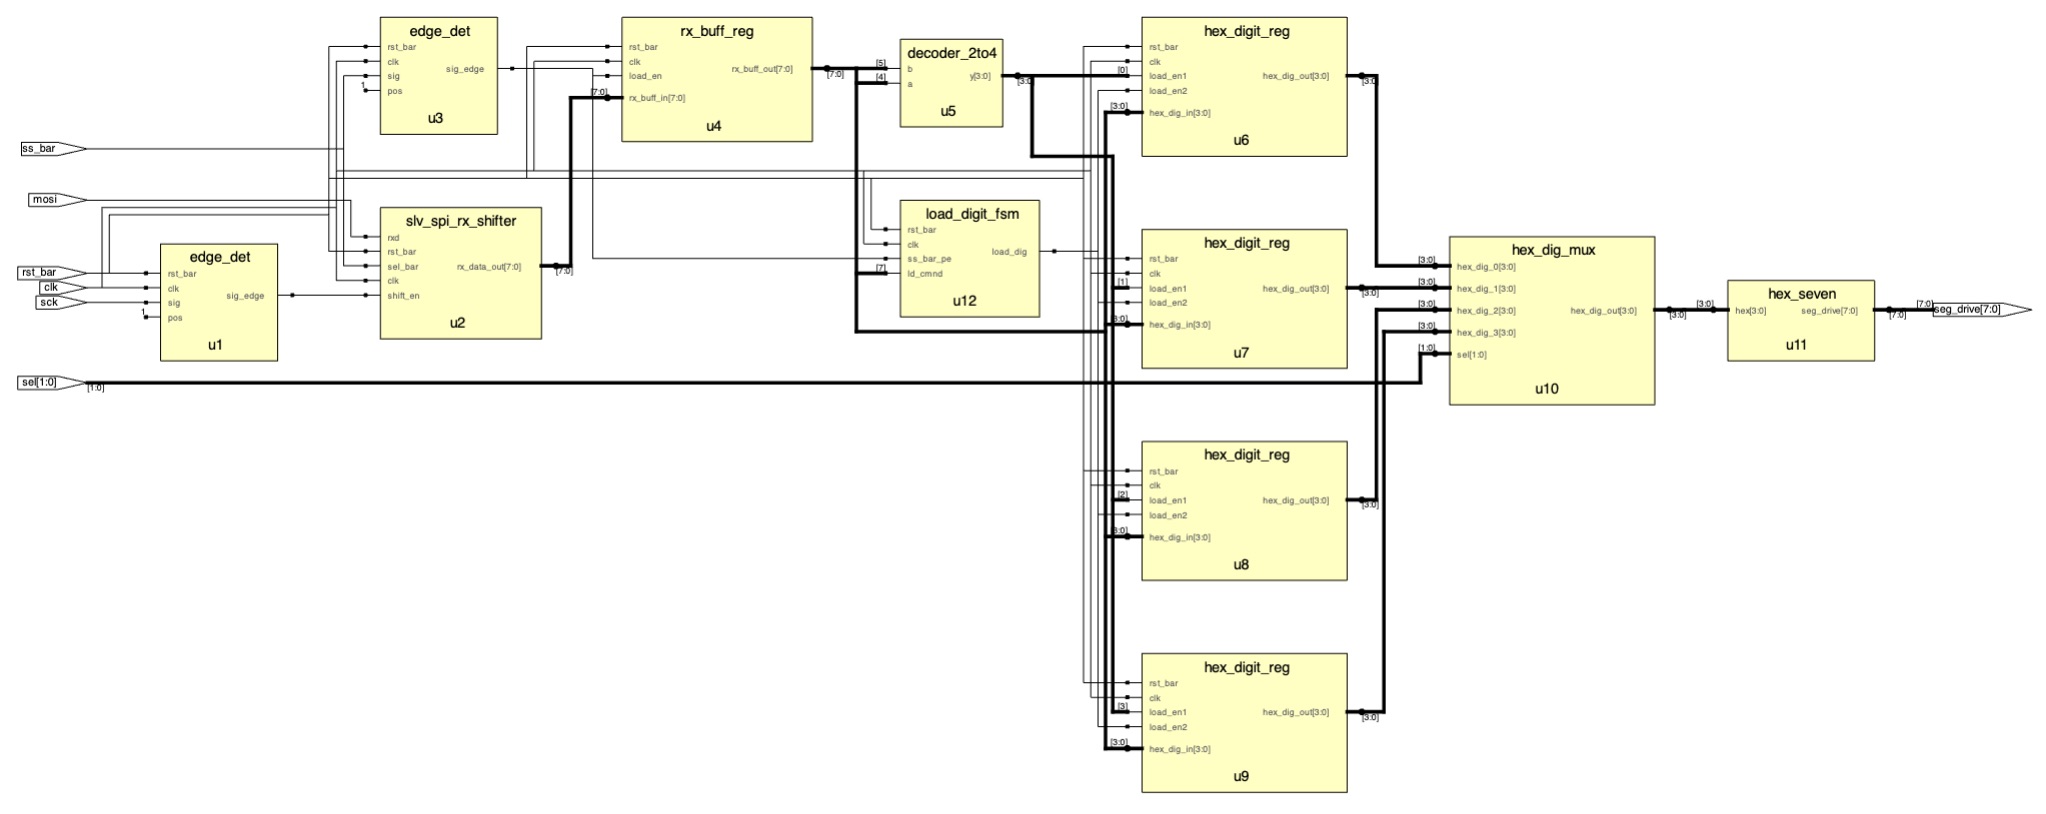 ss_bar
mosi
rst_bar
clk
sck
sel[1:0]
[1:0]
edge_det
rst_bar
clk
sig
1
pos
sig_edge
u1
edge_det
rst_bar
clk
sig
1
pos
sig_edge
u3
slv_spi_rx_shifter
rxd
rst_bar
sel_bar
clk
shift_en
rx_data_out[7:0]
[7:0]
u2
rx_buff_reg
rst_bar
clk
load_en
[7:0]
rx_buff_in[7:0]
rx_buff_out[7:0]
[7:0]
u4
decoder_2to4
[5]
b
[4]
a
y[3:0]
[3:0]
u5
load_digit_fsm
rst_bar
clk
ss_bar_pe
[7]
ld_cmnd
load_dig
u12
hex_digit_reg
rst_bar
clk
[0]
load_en1
load_en2
[3:0]
hex_dig_in[3:0]
hex_dig_out[3:0]
[3:0]
u6
hex_digit_reg
rst_bar
clk
[1]
load_en1
load_en2
[3:0]
hex_dig_in[3:0]
hex_dig_out[3:0]
[3:0]
u7
hex_digit_reg
rst_bar
clk
[2]
load_en1
load_en2
[3:0]
hex_dig_in[3:0]
hex_dig_out[3:0]
[3:0]
u8
hex_digit_reg
rst_bar
clk
[3]
load_en1
load_en2
[3:0]
hex_dig_in[3:0]
hex_dig_out[3:0]
[3:0]
u9
hex_dig_mux
[3:0]
hex_dig_0[3:0]
[3:0]
hex_dig_1[3:0]
[3:0]
hex_dig_2[3:0]
[3:0]
hex_dig_3[3:0]
[1:0]
sel[1:0]
hex_dig_out[3:0]
[3:0]
u10
hex_seven
[3:0]
hex[3:0]
seg_drive[7:0]
[7:0]
u11
[7:0]
seg_drive[7:0]